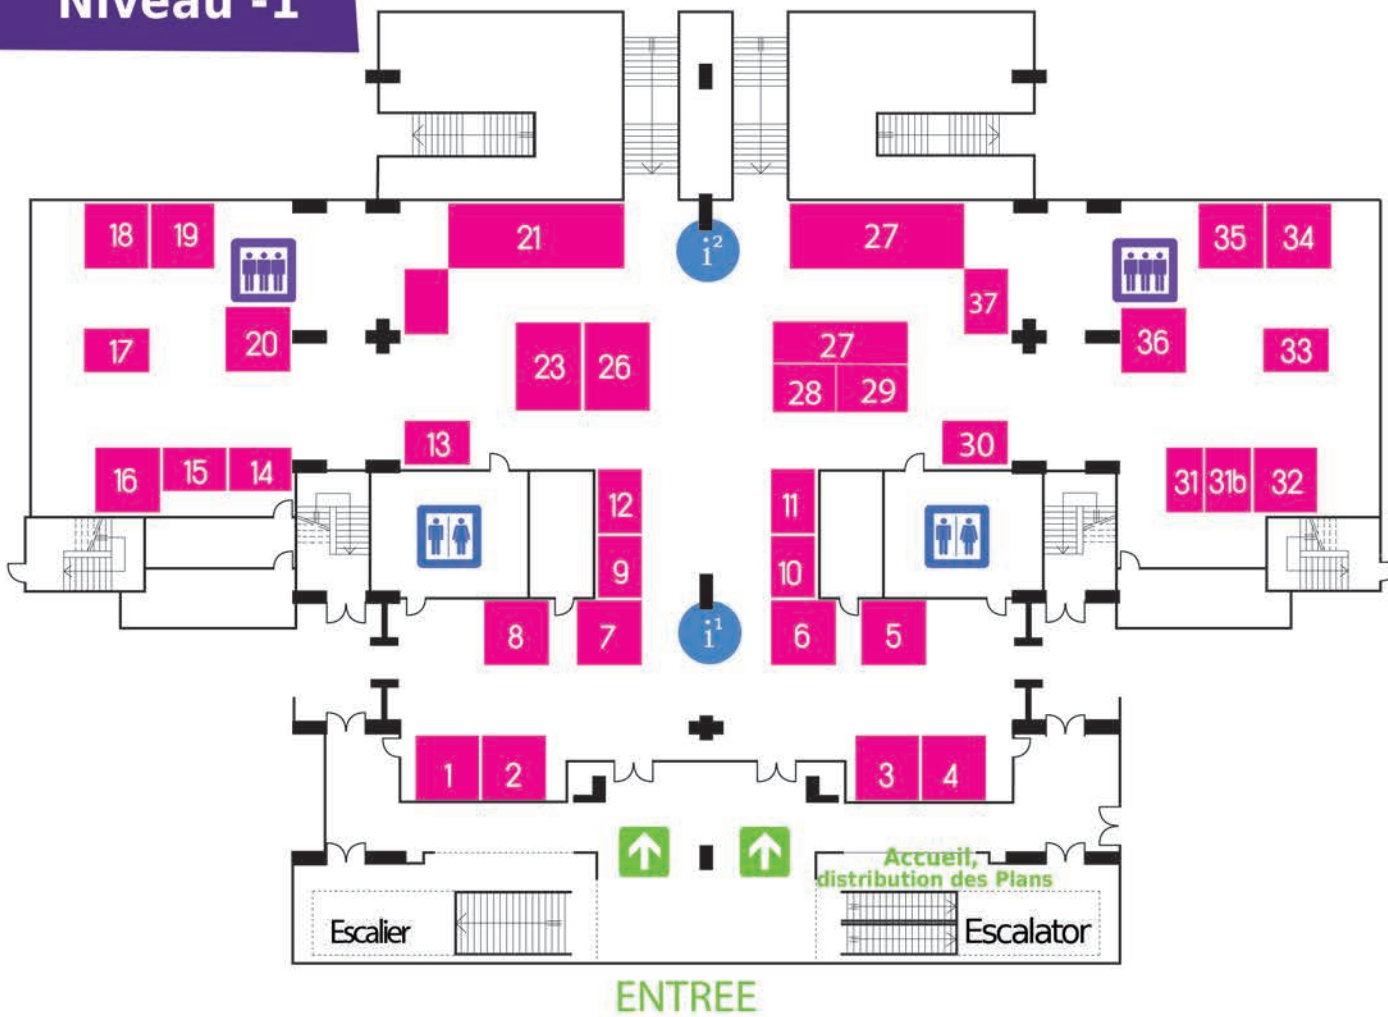 Niveau -1
18 19 21 i² 27 35 34
37
17 20 23 26 27 36 33
28 29
13 30
16 15 14 12 11 31 31b 32
9 10
8 7 i¹ 6 5
1 2 3 4
Accueil,
distribution des Plans
Escalier Escalator
ENTREE